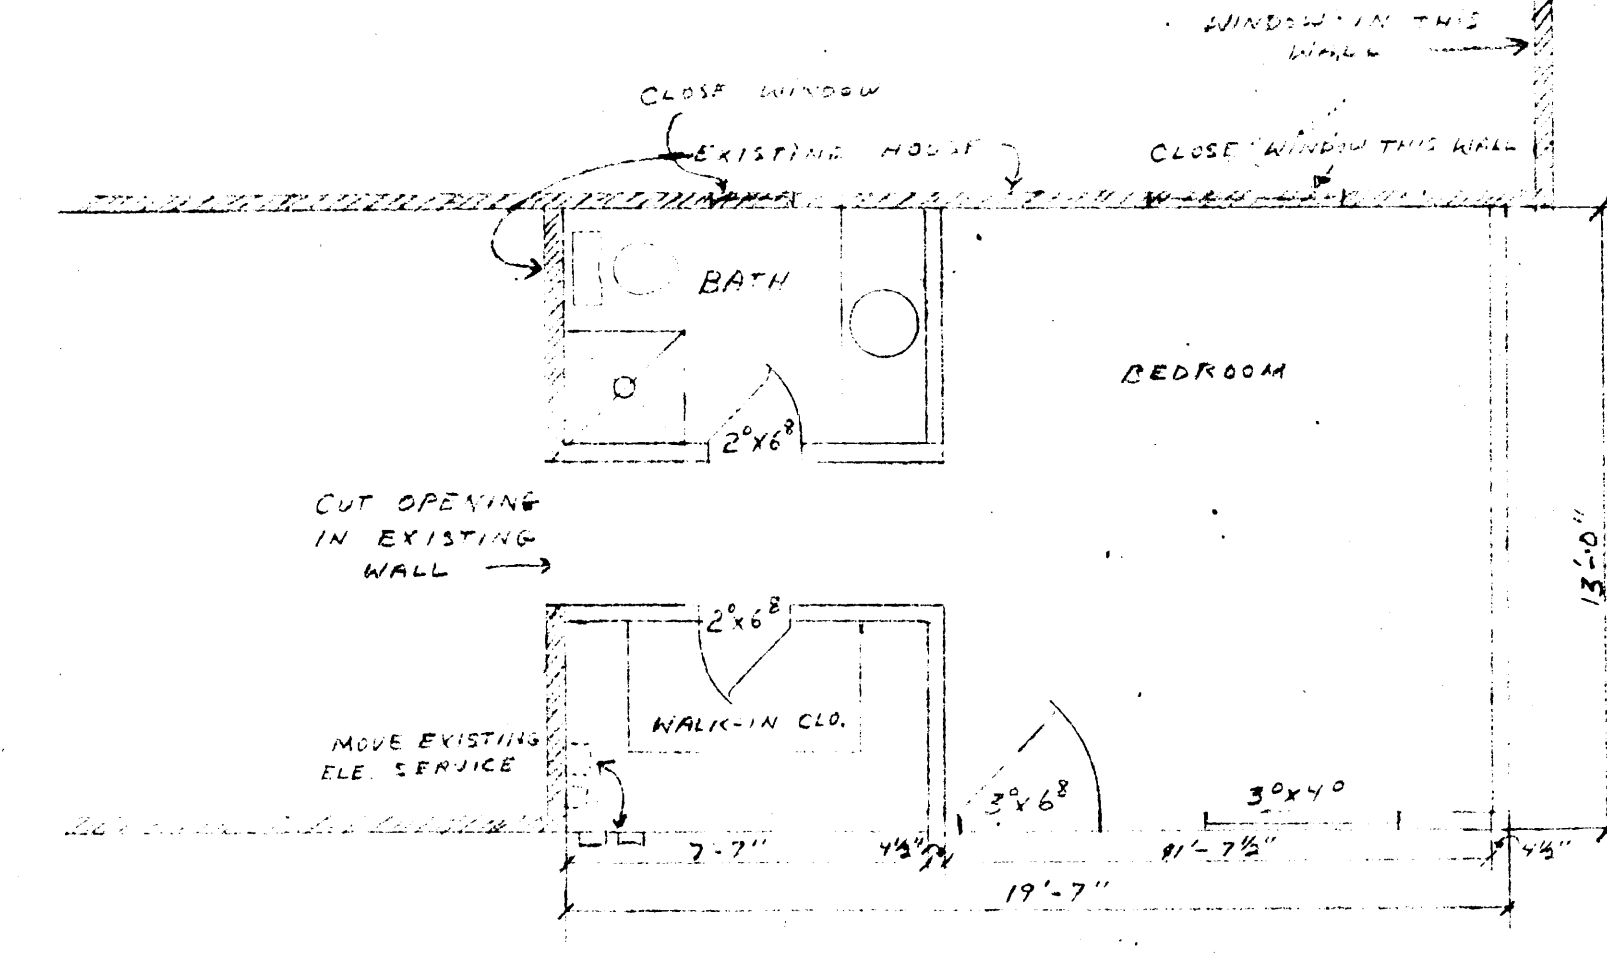 WINDOW IN THIS
WALL
CLOSE WINDOW
EXISTING HOUSE
CLOSE WINDOW THIS WALL
BATH
BEDROOM
2⁰x6⁸
CUT OPENING
IN EXISTING
WALL
13'-0"
2⁰x6⁸
WALK-IN CLO.
MOVE EXISTING
ELE. SERVICE
3⁰x6⁸
3⁰x4⁰
7'-7"
4½"
11'-7½"
4½"
19'-7"